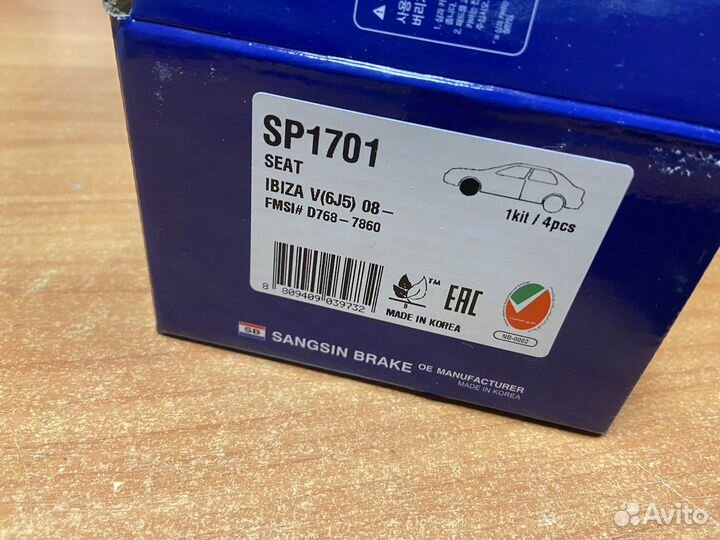 SP1701
SEAT
IBIZA V(6J5) 08-
FMSI# D768-7860
1kit / 4pcs
8 809409 039732
B
TM
MADE IN KOREA
EAC
NB-0002
SB
SANGSIN BRAKE OE MANUFACTURER
MADE IN KOREA
Avito